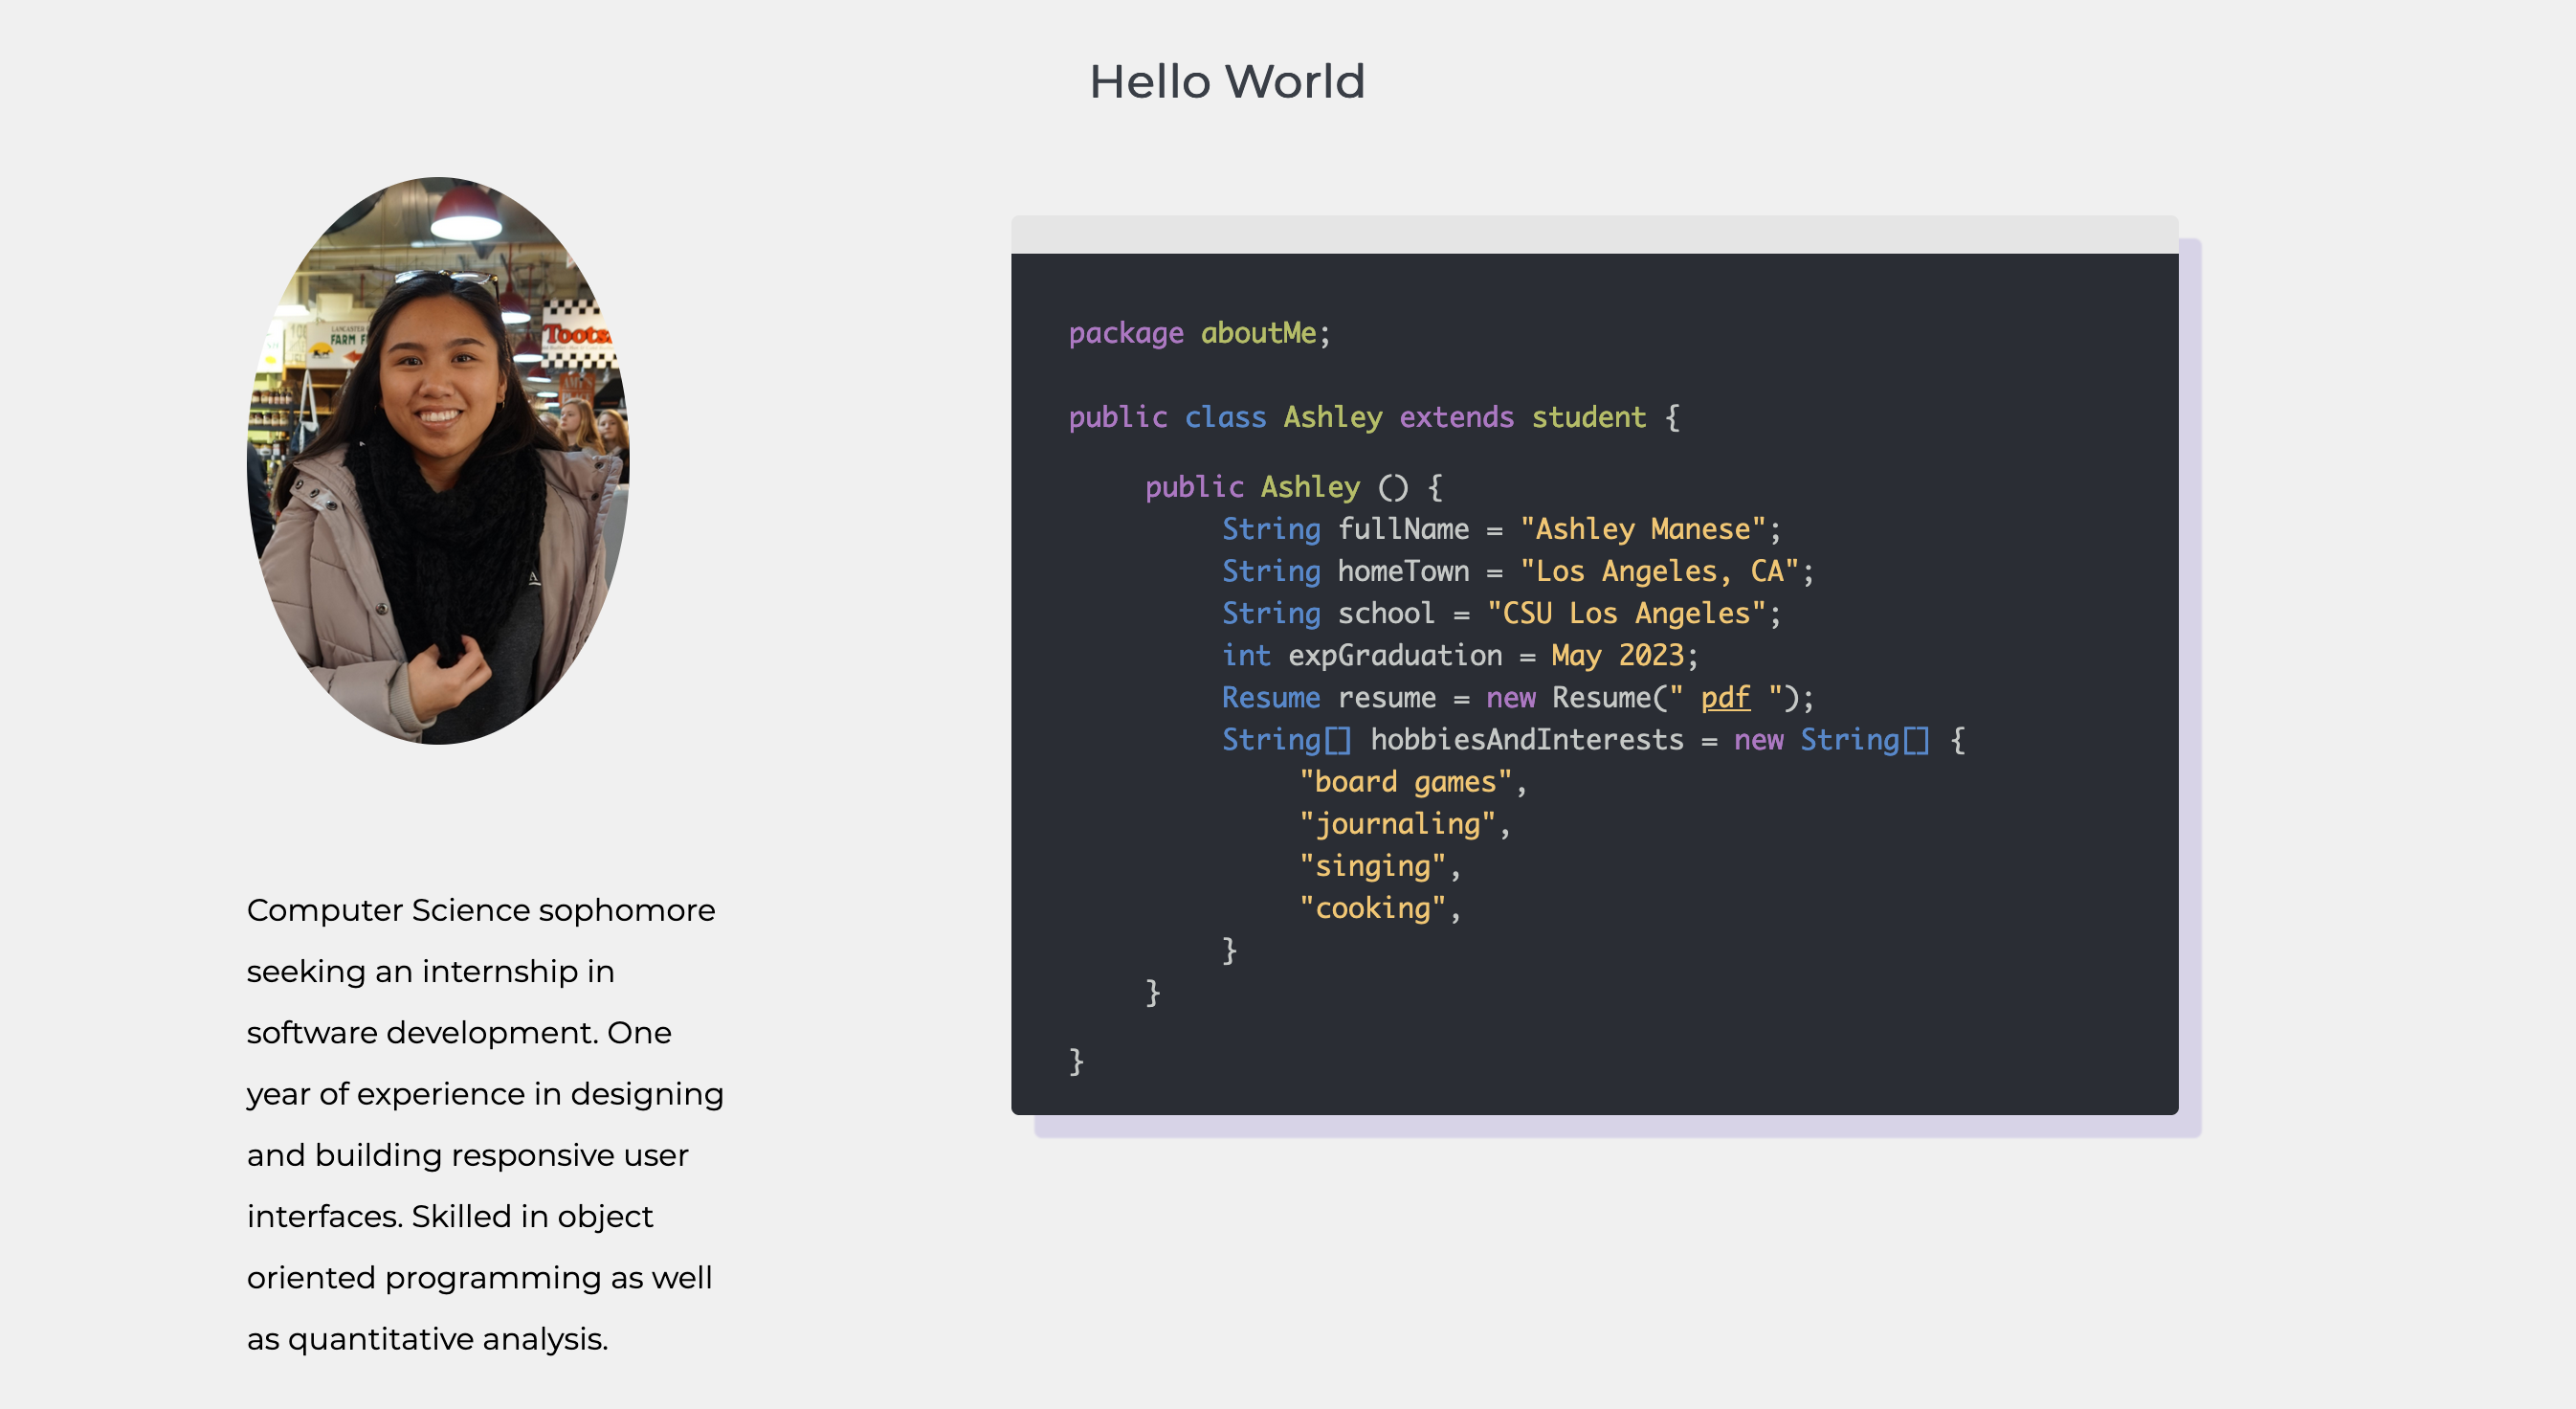 Hello World
LANCASTER
FARM F
Toots
A
Computer Science sophomore
seeking an internship in
software development. One
year of experience in designing
and building responsive user
interfaces. Skilled in object
oriented programming as well
as quantitative analysis.
package aboutMe;
public class Ashley extends student {
public Ashley () {
String fullName = "Ashley Manese";
String homeTown = "Los Angeles, CA";
String school = "CSU Los Angeles";
int expGraduation = May 2023;
Resume resume = new Resume(" pdf ");
String[] hobbiesAndInterests = new String[] {
"board games",
"journaling",
"singing",
"cooking",
}
}
}